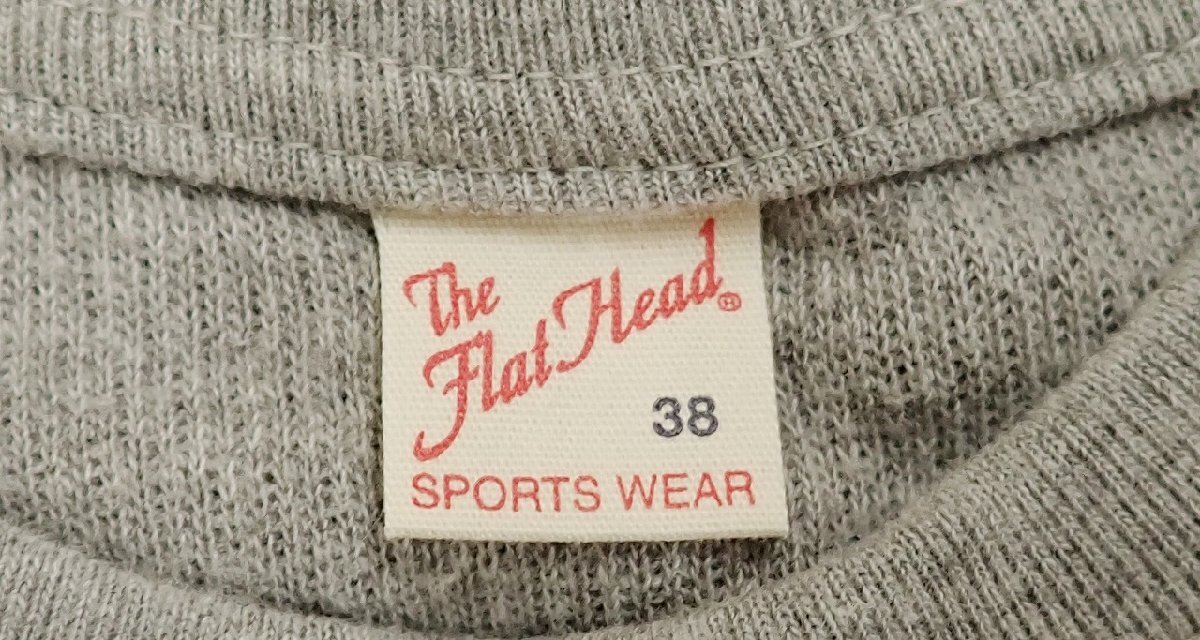 The
Flat Head®
38
SPORTS WEAR